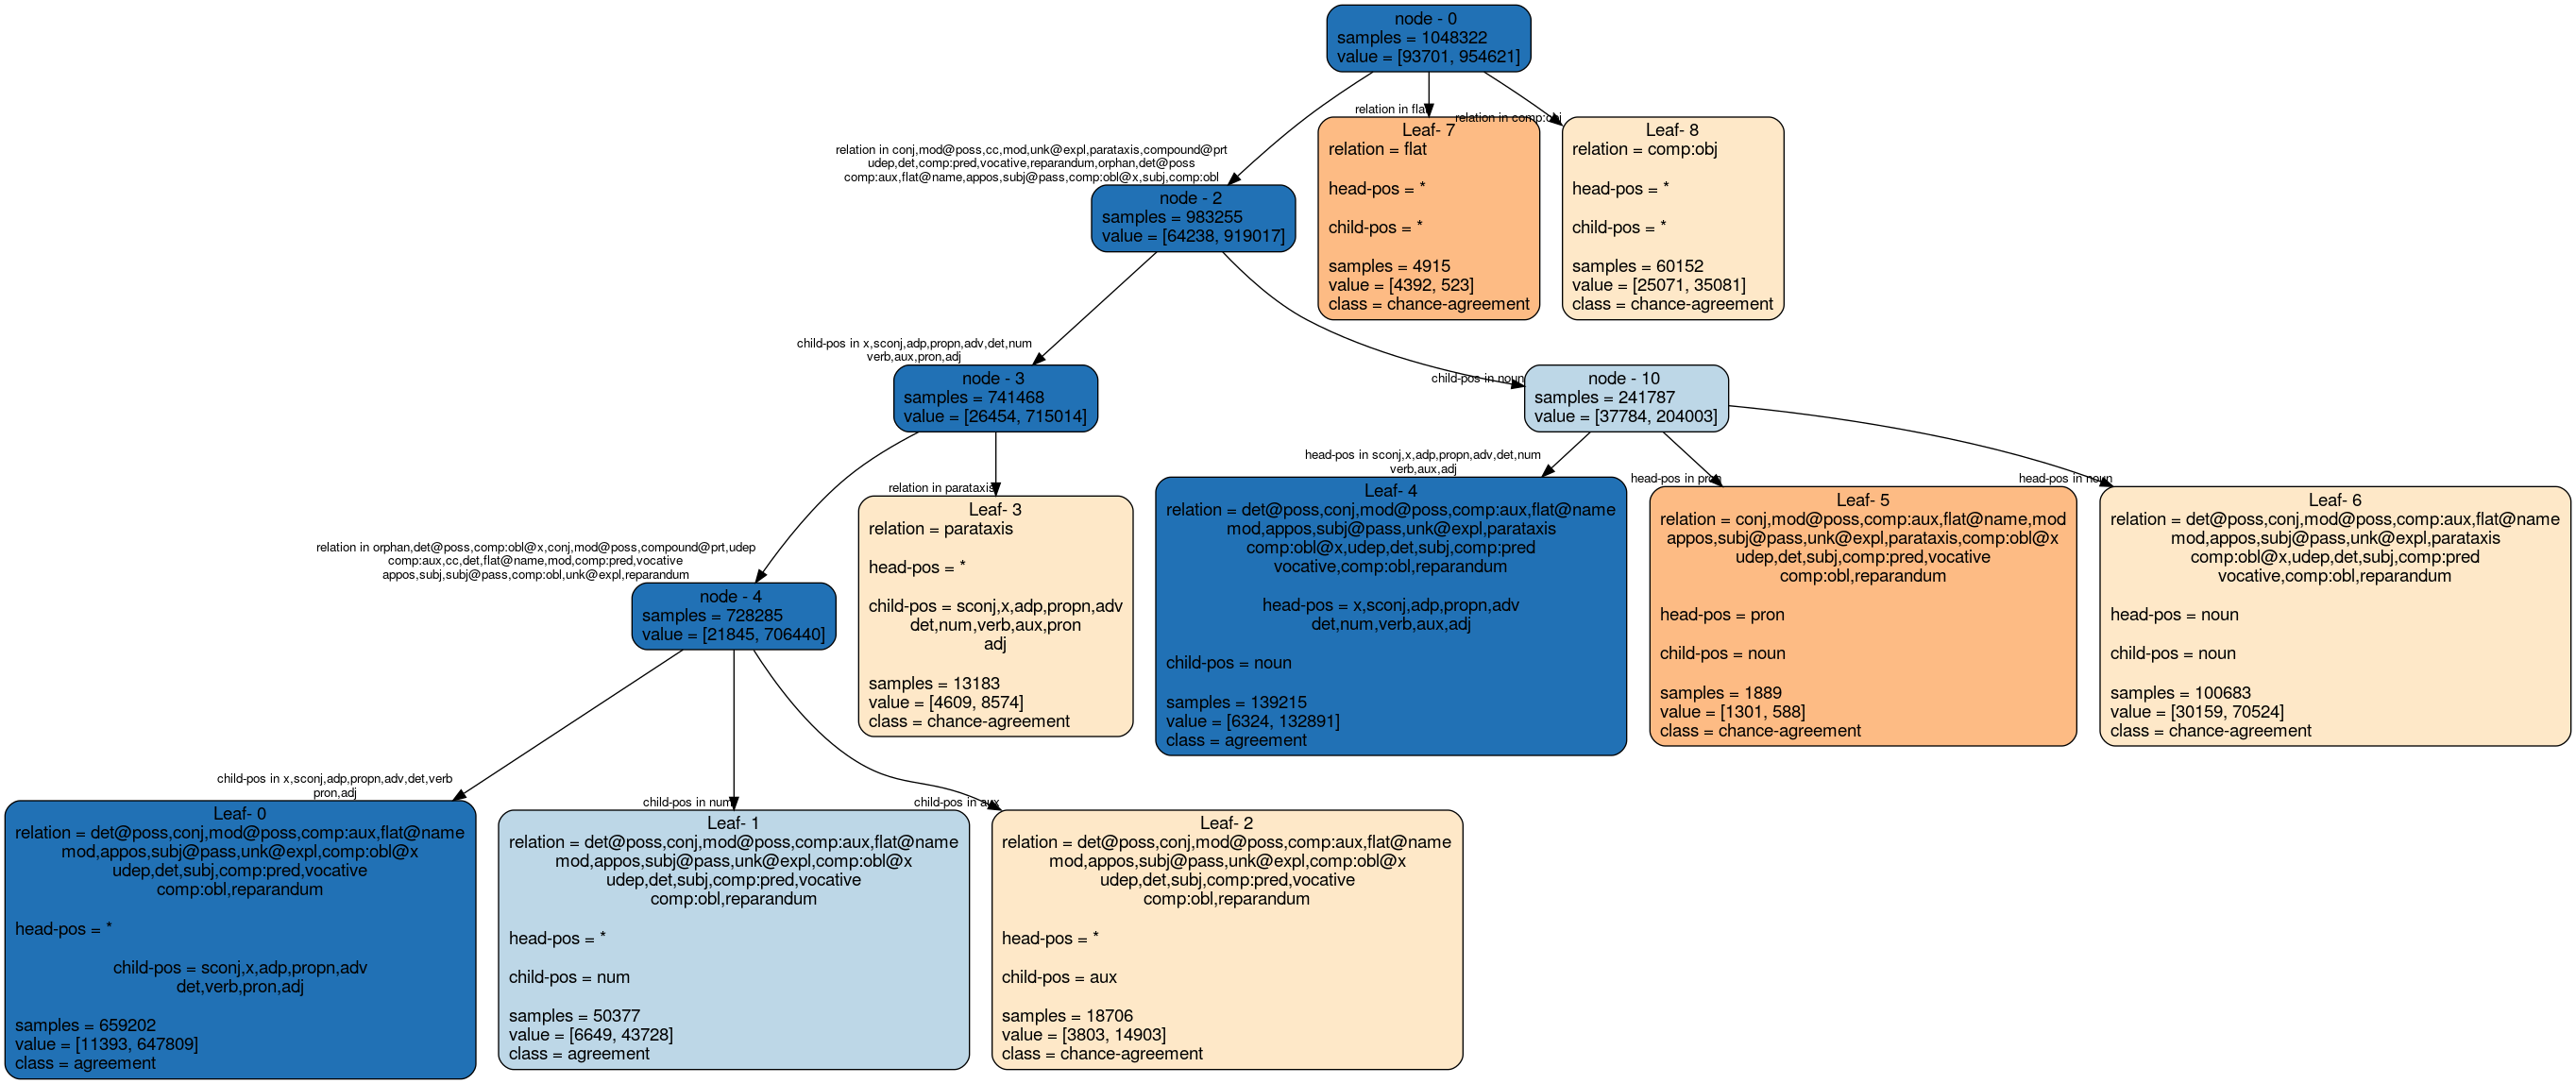 node - 0
samples = 1048322
value = [93701, 954621]
relation in conj,mod@poss,cc,mod,unk@expl,parataxis,compound@prt
udep,det,comp:pred,vocative,reparandum,orphan,det@poss
comp:aux,flat@name,appos,subj@pass,comp:obl@x,subj,comp:obl
relation in flat
relation in comp:obj
Leaf- 7
relation = flat
head-pos = *
child-pos = *
samples = 4915
value = [4392, 523]
class = chance-agreement
Leaf- 8
relation = comp:obj
head-pos = *
child-pos = *
samples = 60152
value = [25071, 35081]
class = chance-agreement
node - 2
samples = 983255
value = [64238, 919017]
child-pos in x,sconj,adp,propn,adv,det,num
verb,aux,pron,adj
child-pos in noun
node - 3
samples = 741468
value = [26454, 715014]
node - 10
samples = 241787
value = [37784, 204003]
relation in orphan,det@poss,comp:obl@x,conj,mod@poss,compound@prt,udep
comp:aux,cc,det,flat@name,mod,comp:pred,vocative
appos,subj,subj@pass,comp:obl,unk@expl,reparandum
relation in parataxis
Leaf- 3
relation = parataxis
head-pos = *
child-pos = sconj,x,adp,propn,adv
det,num,verb,aux,pron
adj
samples = 13183
value = [4609, 8574]
class = chance-agreement
head-pos in sconj,x,adp,propn,adv,det,num
verb,aux,adj
head-pos in pron
head-pos in noun
Leaf- 4
relation = det@poss,conj,mod@poss,comp:aux,flat@name
mod,appos,subj@pass,unk@expl,parataxis
comp:obl@x,udep,det,subj,comp:pred
vocative,comp:obl,reparandum
head-pos = x,sconj,adp,propn,adv
det,num,verb,aux,adj
child-pos = noun
samples = 139215
value = [6324, 132891]
class = agreement
Leaf- 5
relation = conj,mod@poss,comp:aux,flat@name,mod
appos,subj@pass,unk@expl,parataxis,comp:obl@x
udep,det,subj,comp:pred,vocative
comp:obl,reparandum
head-pos = pron
child-pos = noun
samples = 1889
value = [1301, 588]
class = chance-agreement
Leaf- 6
relation = det@poss,conj,mod@poss,comp:aux,flat@name
mod,appos,subj@pass,unk@expl,parataxis
comp:obl@x,udep,det,subj,comp:pred
vocative,comp:obl,reparandum
head-pos = noun
child-pos = noun
samples = 100683
value = [30159, 70524]
class = chance-agreement
node - 4
samples = 728285
value = [21845, 706440]
child-pos in x,sconj,adp,propn,adv,det,verb
pron,adj
child-pos in num
child-pos in aux
Leaf- 0
relation = det@poss,conj,mod@poss,comp:aux,flat@name
mod,appos,subj@pass,unk@expl,comp:obl@x
udep,det,subj,comp:pred,vocative
comp:obl,reparandum
head-pos = *
child-pos = sconj,x,adp,propn,adv
det,verb,pron,adj
samples = 659202
value = [11393, 647809]
class = agreement
Leaf- 1
relation = det@poss,conj,mod@poss,comp:aux,flat@name
mod,appos,subj@pass,unk@expl,comp:obl@x
udep,det,subj,comp:pred,vocative
comp:obl,reparandum
head-pos = *
child-pos = num
samples = 50377
value = [6649, 43728]
class = agreement
Leaf- 2
relation = det@poss,conj,mod@poss,comp:aux,flat@name
mod,appos,subj@pass,unk@expl,comp:obl@x
udep,det,subj,comp:pred,vocative
comp:obl,reparandum
head-pos = *
child-pos = aux
samples = 18706
value = [3803, 14903]
class = chance-agreement